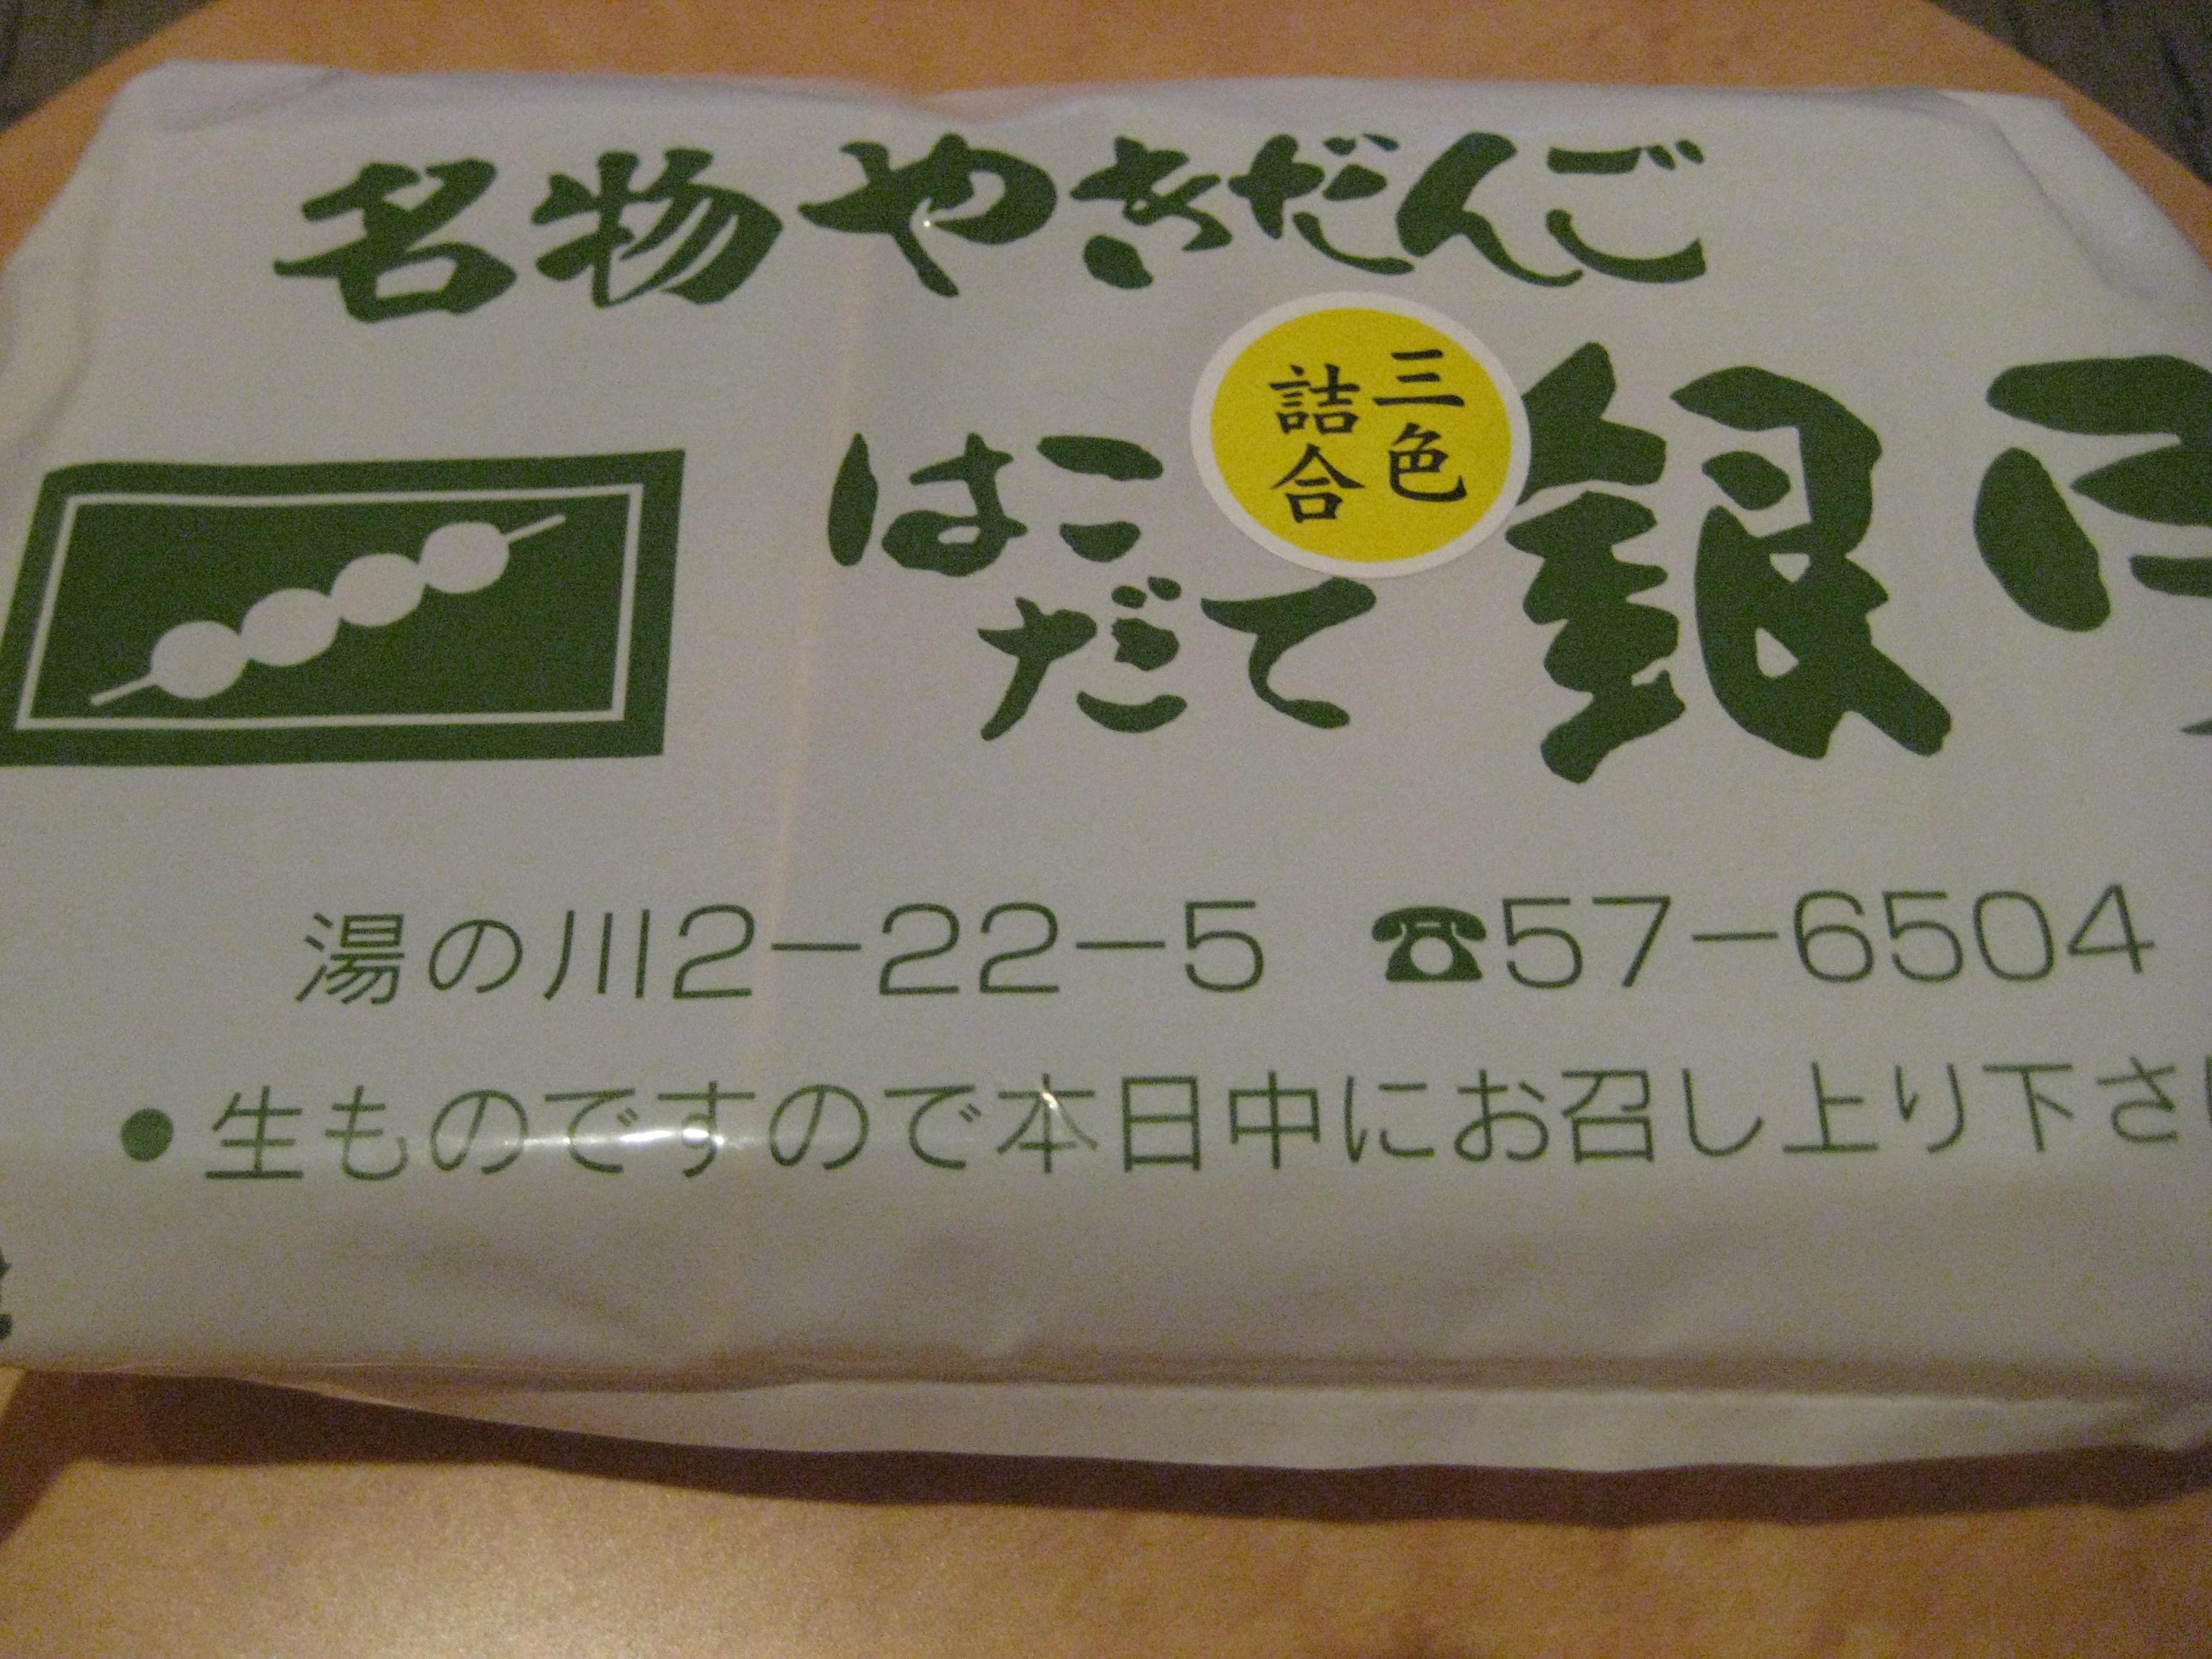 名物やきだんご
三色
詰合
はこ
だて
銀
湯の川2-22-5 ☎57-6504
●生ものですので本日中にお召し上り下さ